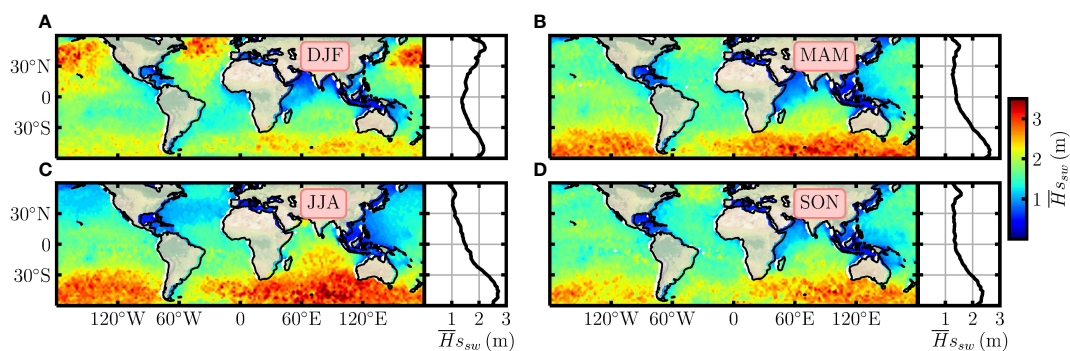 A
B
DJF
MAM
30°N
0
30°S
C
D
JJA
SON
30°N
0
30°S
120°W 60°W 0 60°E 120°E 1 2 3
120°W 60°W 0 60°E 120°E 1 2 3
H̅s_sw (m)
H̅s_sw (m)
3
2
1
H̅s_sw (m)